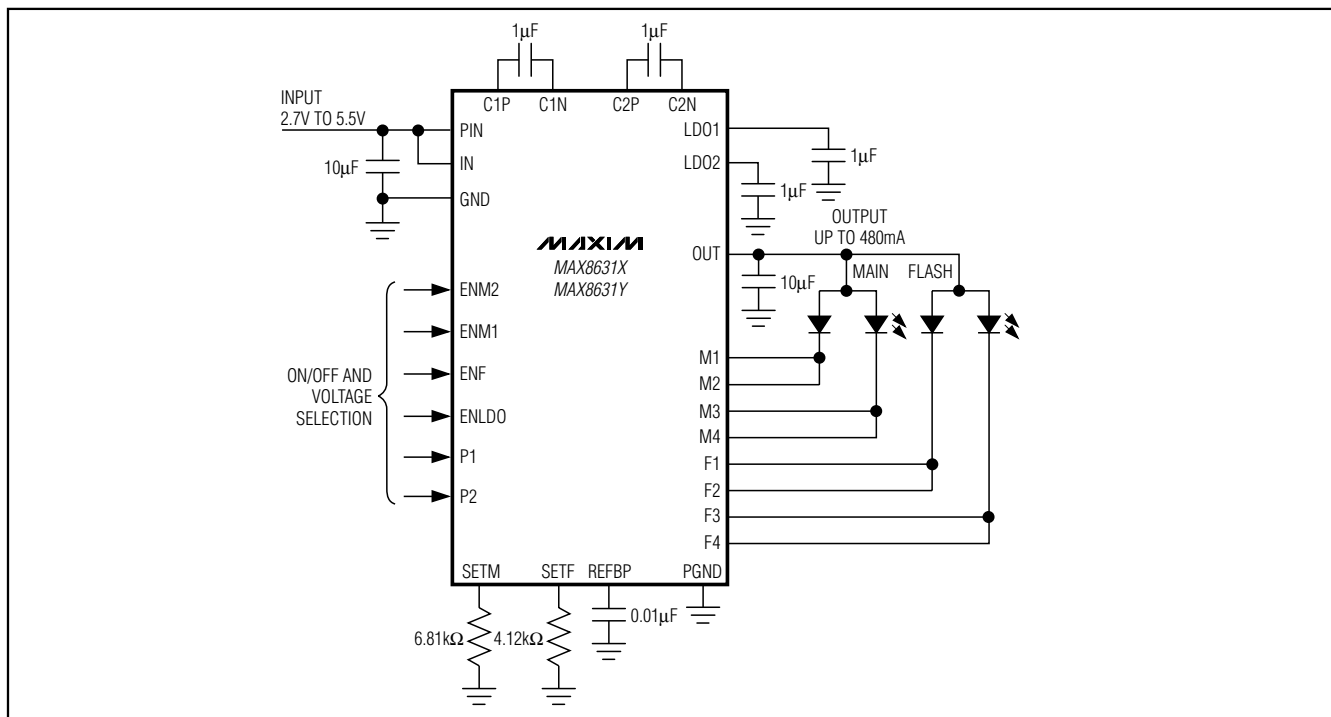 1μF
1μF
INPUT
2.7V TO 5.5V
C1P
C1N
C2P
C2N
PIN
IN
GND
10μF
LDO1
LDO2
1μF
1μF
OUTPUT
UP TO 480mA
OUT
MAIN
FLASH
10μF
MAXIM
MAX8631X
MAX8631Y
ON/OFF AND
VOLTAGE
SELECTION
ENM2
ENM1
ENF
ENLDO
P1
P2
M1
M2
M3
M4
F1
F2
F3
F4
SETM
SETF
REFBP
PGND
6.81kΩ
4.12kΩ
0.01μF